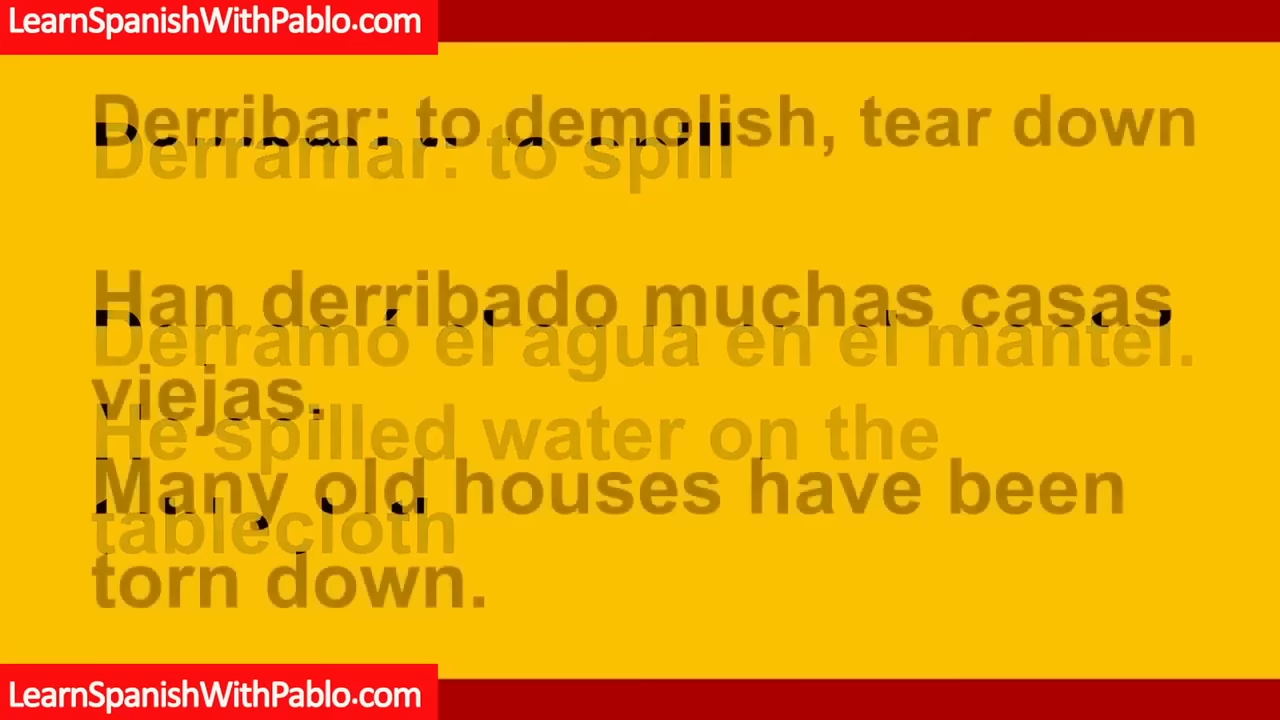 LearnSpanishWithPablo.com
Derribar: to demolish, tear down
Derramar: to spill
Han derribado muchas casas
Derramó el agua en el mantel.
viejas.
He spilled water on the
Many old houses have been
tablecloth
torn down.
LearnSpanishWithPablo.com